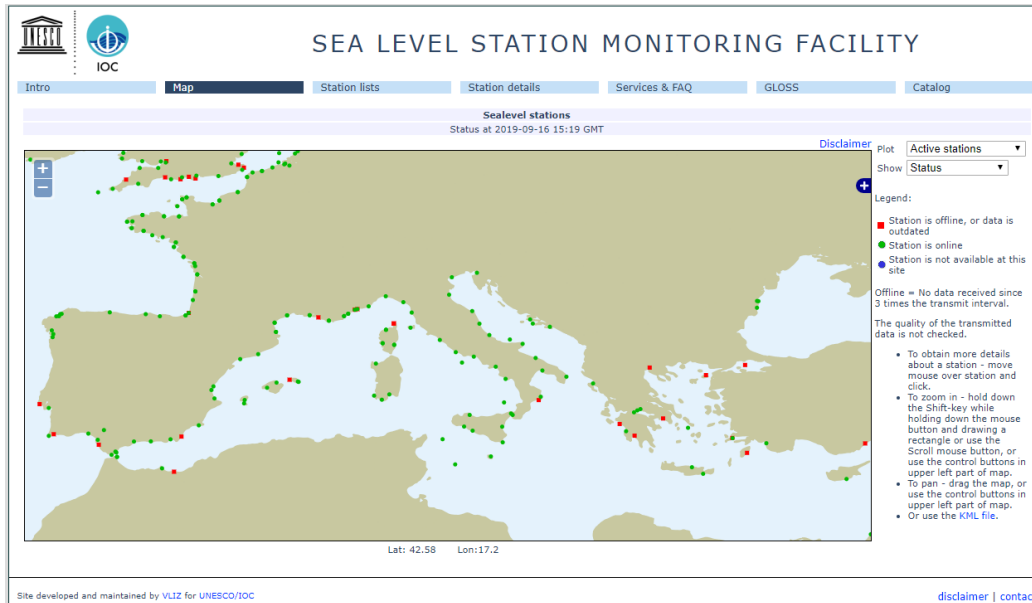 UNESCO
IOC
SEA LEVEL STATION MONITORING FACILITY
Intro
Map
Station lists
Station details
Services & FAQ
GLOSS
Catalog
Sealevel stations
Status at 2019-09-16 15:19 GMT
Disclaimer
Plot Active stations
Show Status
+
−
+
Legend:
Station is offline, or data is
outdated
Station is online
Station is not available at this
site
Offline = No data received since
3 times the transmit interval.
The quality of the transmitted
data is not checked.
• To obtain more details
about a station - move
mouse over station and
click.
• To zoom in - hold down
the Shift-key while
holding down the mouse
button and drawing a
rectangle or use the
Scroll mouse button, or
use the control buttons in
upper left part of map.
• To pan - drag the map, or
use the control buttons in
upper left part of map.
• Or use the KML file.
Lat: 42.58 Lon:17.2
Site developed and maintained by VLIZ for UNESCO/IOC
disclaimer | contac